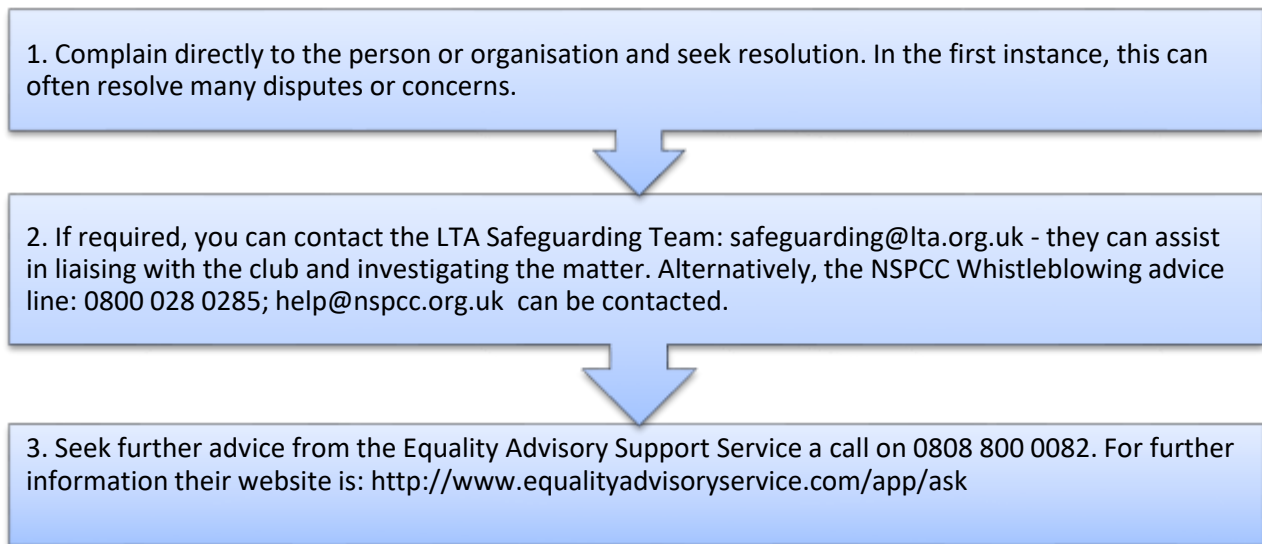 1. Complain directly to the person or organisation and seek resolution. In the first instance, this can
often resolve many disputes or concerns.
2. If required, you can contact the LTA Safeguarding Team: safeguarding@lta.org.uk - they can assist
in liaising with the club and investigating the matter. Alternatively, the NSPCC Whistleblowing advice
line: 0800 028 0285; help@nspcc.org.uk can be contacted.
3. Seek further advice from the Equality Advisory Support Service a call on 0808 800 0082. For further
information their website is: http://www.equalityadvisoryservice.com/app/ask